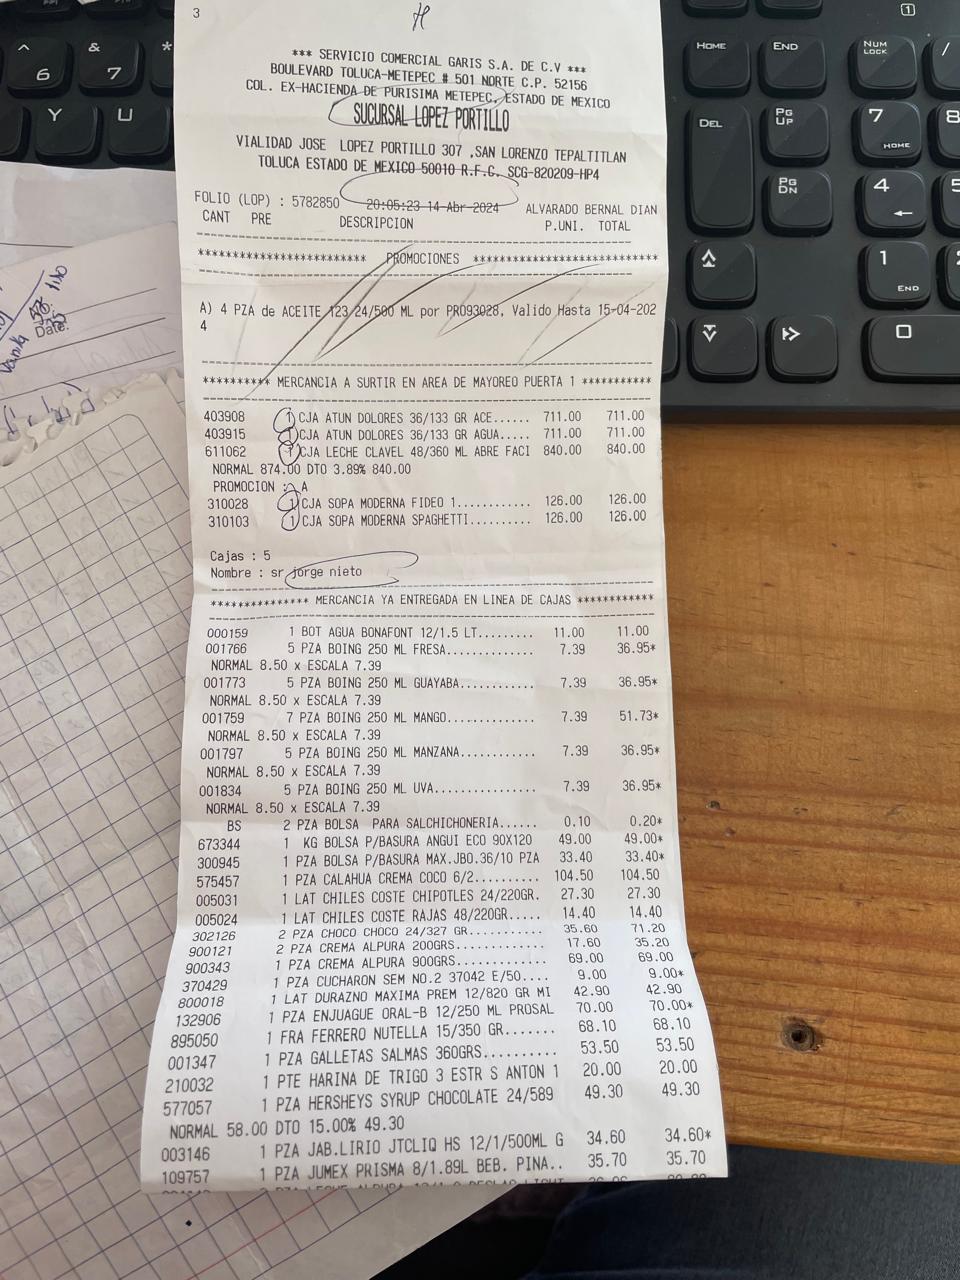 3
*** SERVICIO COMERCIAL GARIS S.A. DE C.V ***
BOULEVARD TOLUCA-METEPEC # 501 NORTE C.P. 52156
COL. EX-HACIENDA DE PURISIMA METEPEC, ESTADO DE MEXICO
SUCURSAL LOPEZ PORTILLO
VIALIDAD JOSE LOPEZ PORTILLO 307 ,SAN LORENZO TEPALTITLAN
TOLUCA ESTADO DE MEXICO 50010 R.F.C. SCG-820209-HP4
FOLIO (LOP) : 5782850 20:05:23 14-Abr-2024 ALVARADO BERNAL DIAN
CANT PRE DESCRIPCION P.UNI. TOTAL
************************ PROMOCIONES ************************
A) 4 PZA de ACEITE 123 24/500 ML por PRO93028, Valido Hasta 15-04-202
4
********** MERCANCIA A SURTIR EN AREA DE MAYOREO PUERTA 1 ***********
403908 1 CJA ATUN DOLORES 36/133 GR ACE...... 711.00 711.00
403915 1 CJA ATUN DOLORES 36/133 GR AGUA..... 711.00 711.00
611062 1 CJA LECHE CLAVEL 48/360 ML ABRE FACI 840.00 840.00
NORMAL 874.00 DTO 3.89% 840.00
PROMOCION : A
310028 1 CJA SOPA MODERNA FIDEO 1............ 126.00 126.00
310103 1 CJA SOPA MODERNA SPAGHETTI.......... 126.00 126.00
Cajas : 5
Nombre : sr jorge nieto
*************** MERCANCIA YA ENTREGADA EN LINEA DE CAJAS ************
000159 1 BOT AGUA BONAFONT 12/1.5 LT......... 11.00 11.00
001766 5 PZA BOING 250 ML FRESA.............. 7.39 36.95*
NORMAL 8.50 x ESCALA 7.39
001773 5 PZA BOING 250 ML GUAYABA............ 7.39 36.95*
NORMAL 8.50 x ESCALA 7.39
001759 7 PZA BOING 250 ML MANGO.............. 7.39 51.73*
NORMAL 8.50 x ESCALA 7.39
001797 5 PZA BOING 250 ML MANZANA............ 7.39 36.95*
NORMAL 8.50 x ESCALA 7.39
001834 5 PZA BOING 250 ML UVA................ 7.39 36.95*
NORMAL 8.50 x ESCALA 7.39
BS 2 PZA BOLSA PARA SALCHICHONERIA...... 0.10 0.20*
673344 1 KG BOLSA P/BASURA ANGUI ECO 90X120 49.00 49.00*
300945 1 PZA BOLSA P/BASURA MAX.JBO.36/10 PZA 33.40 33.40*
575457 1 PZA CALAHUA CREMA COCO 6/2.......... 104.50 104.50
005031 1 LAT CHILES COSTE CHIPOTLES 24/220GR. 27.30 27.30
005024 1 LAT CHILES COSTE RAJAS 48/220GR..... 14.40 14.40
302126 2 PZA CHOCO CHOCO 24/327 GR........... 35.60 71.20
900121 2 PZA CREMA ALPURA 200GRS............. 17.60 35.20
900343 1 PZA CREMA ALPURA 900GRS............. 69.00 69.00
370429 1 PZA CUCHARON SEM NO.2 37042 E/50.... 9.00 9.00*
800018 1 LAT DURAZNO MAXIMA PREM 12/820 GR MI 42.90 42.90
132906 1 PZA ENJUAGUE ORAL-B 12/250 ML PROSAL 70.00 70.00*
895050 1 FRA FERRERO NUTELLA 15/350 GR....... 68.10 68.10
001347 1 PZA GALLETAS SALMAS 360GRS.......... 53.50 53.50
210032 1 PTE HARINA DE TRIGO 3 ESTR S ANTON 1 20.00 20.00
577057 1 PZA HERSHEYS SYRUP CHOCOLATE 24/589 49.30 49.30
NORMAL 58.00 DTO 15.00% 49.30
003146 1 PZA JAB.LIRIO JTCLIQ HS 12/1/500ML G 34.60 34.60*
109757 1 PZA JUMEX PRISMA 8/1.89L BEB. PINA.. 35.70 35.70
Date:
^ 6
& 7
*
Y
U
HOME
END
NUM LOCK
/
DEL
PG UP
7 HOME
8
PG DN
4
5
1 END
2
0
1